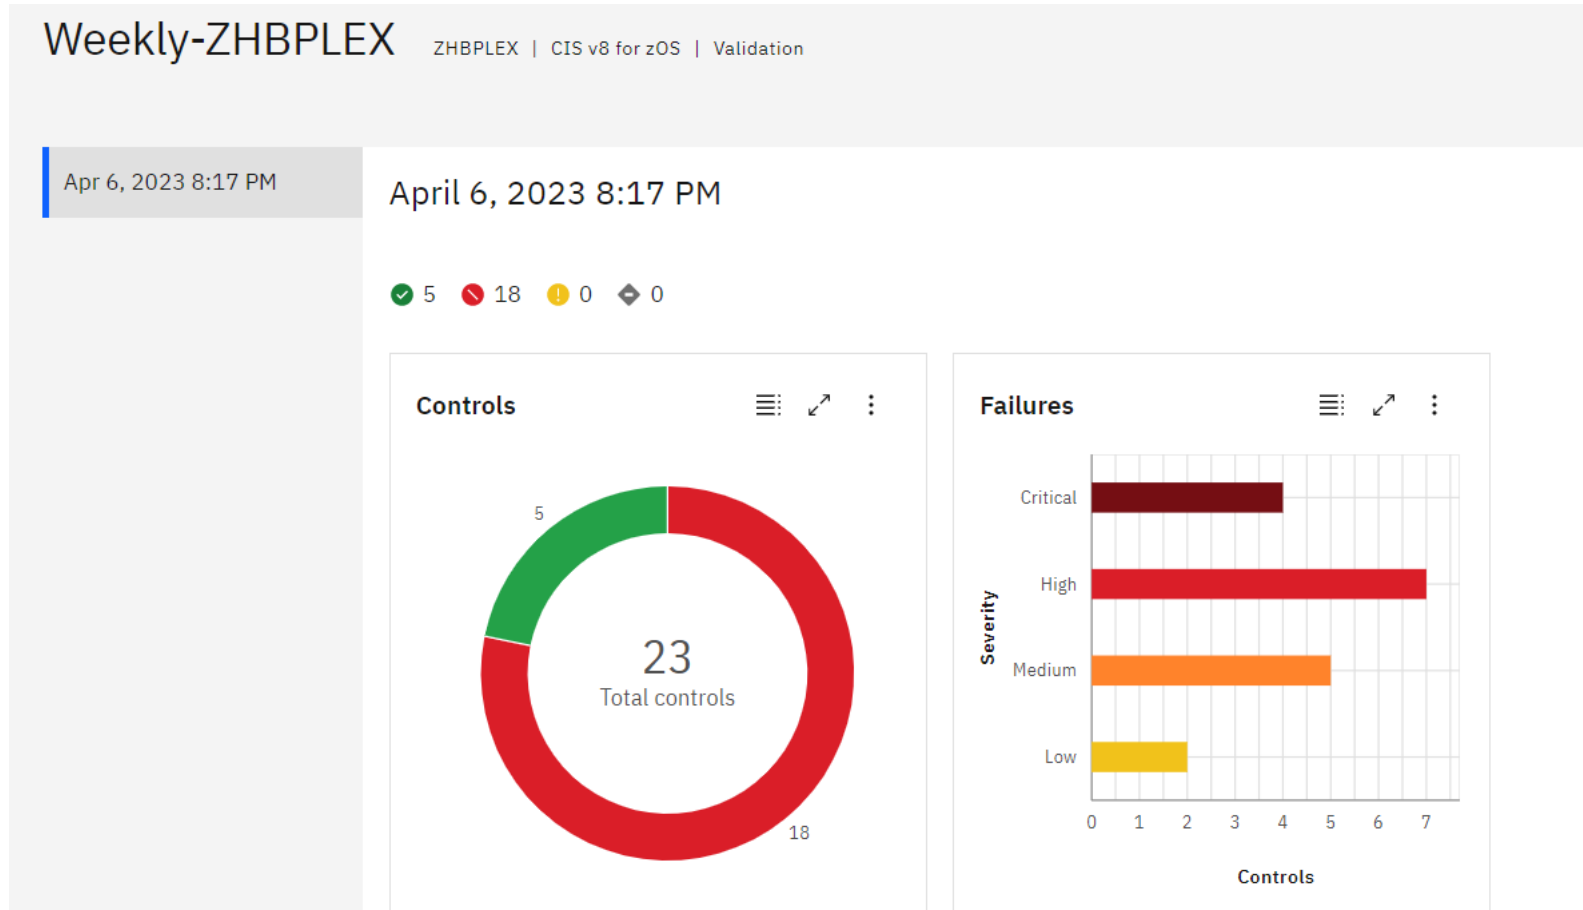 Weekly-ZHBPLEX ZHBPLEX | CIS v8 for zOS | Validation
Apr 6, 2023 8:17 PM
April 6, 2023 8:17 PM
5 18 0 0
Controls
5
23
Total controls
18
Failures
Severity
Critical
High
Medium
Low
0 1 2 3 4 5 6 7
Controls